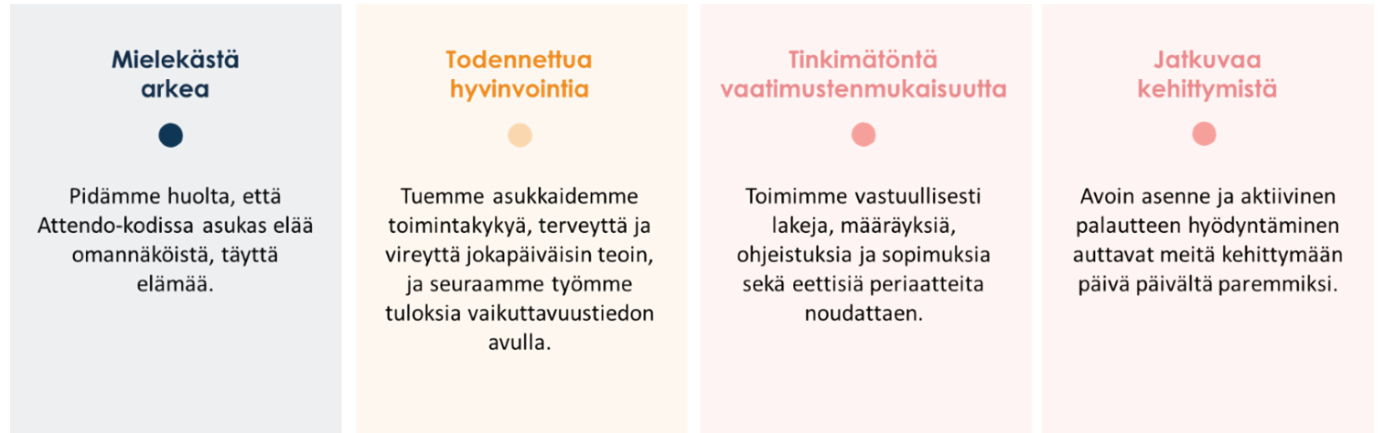 Mielekästä
arkea
Pidämme huolta, että
Attendo-kodissa asukas elää
omannäköistä, täyttä
elämää.
Todennettua
hyvinvointia
Tuemme asukkaidemme
toimintakykyä, terveyttä ja
vireyttä jokapäiväisin teoin,
ja seuraamme työmme
tuloksia vaikuttavuustiedon
avulla.
Tinkimätöntä
vaatimustenmukaisuutta
Toimimme vastuullisesti
lakeja, määräyksiä,
ohjeistuksia ja sopimuksia
sekä eettisiä periaatteita
noudattaen.
Jatkuvaa
kehittymistä
Avoin asenne ja aktiivinen
palautteen hyödyntäminen
auttavat meitä kehittymään
päivä päivältä paremmiksi.